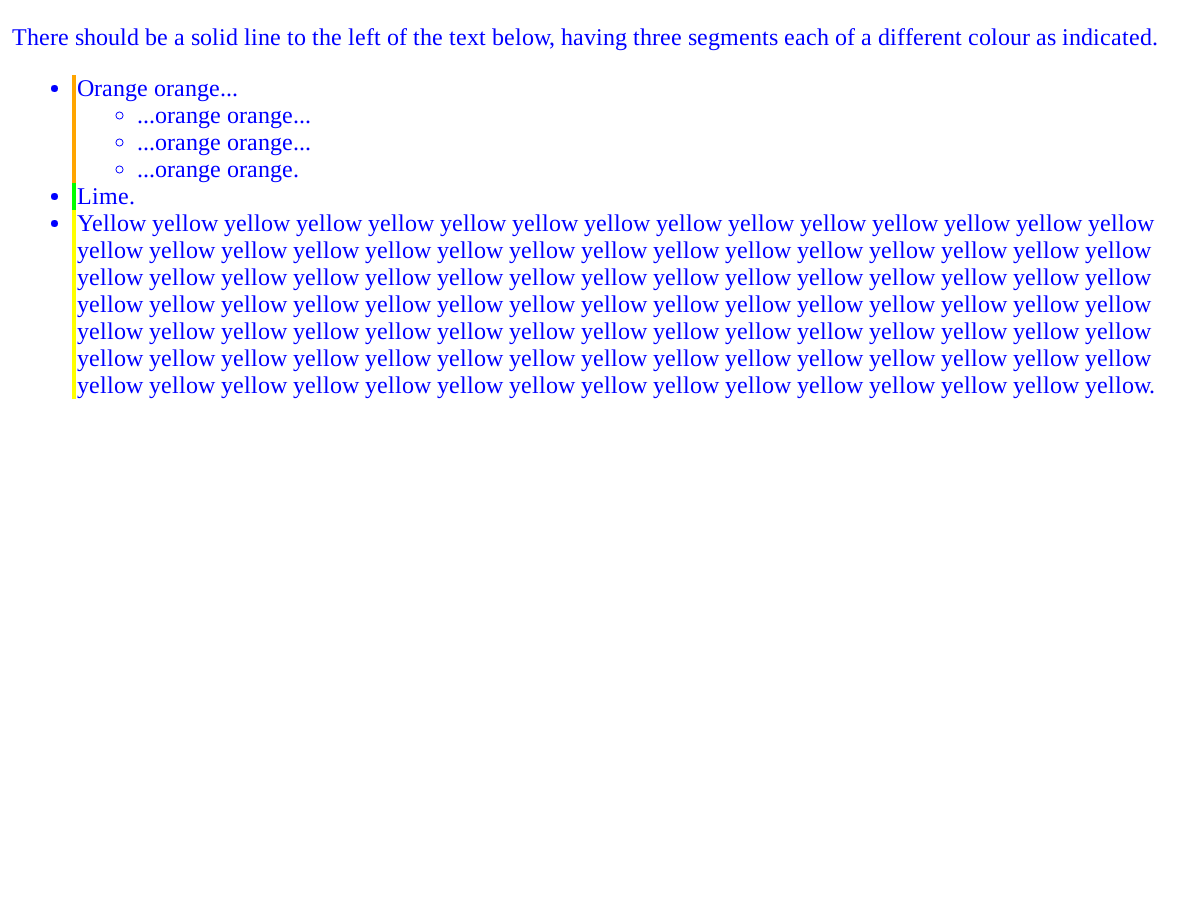 There should be a solid line to the left of the text below, having three segments each of a different colour as indicated.
Orange orange...
...orange orange...
...orange orange...
...orange orange.
Lime.
Yellow yellow yellow yellow yellow yellow yellow yellow yellow yellow yellow yellow yellow yellow yellow
yellow yellow yellow yellow yellow yellow yellow yellow yellow yellow yellow yellow yellow yellow yellow
yellow yellow yellow yellow yellow yellow yellow yellow yellow yellow yellow yellow yellow yellow yellow
yellow yellow yellow yellow yellow yellow yellow yellow yellow yellow yellow yellow yellow yellow yellow
yellow yellow yellow yellow yellow yellow yellow yellow yellow yellow yellow yellow yellow yellow yellow
yellow yellow yellow yellow yellow yellow yellow yellow yellow yellow yellow yellow yellow yellow yellow
yellow yellow yellow yellow yellow yellow yellow yellow yellow yellow yellow yellow yellow yellow yellow.